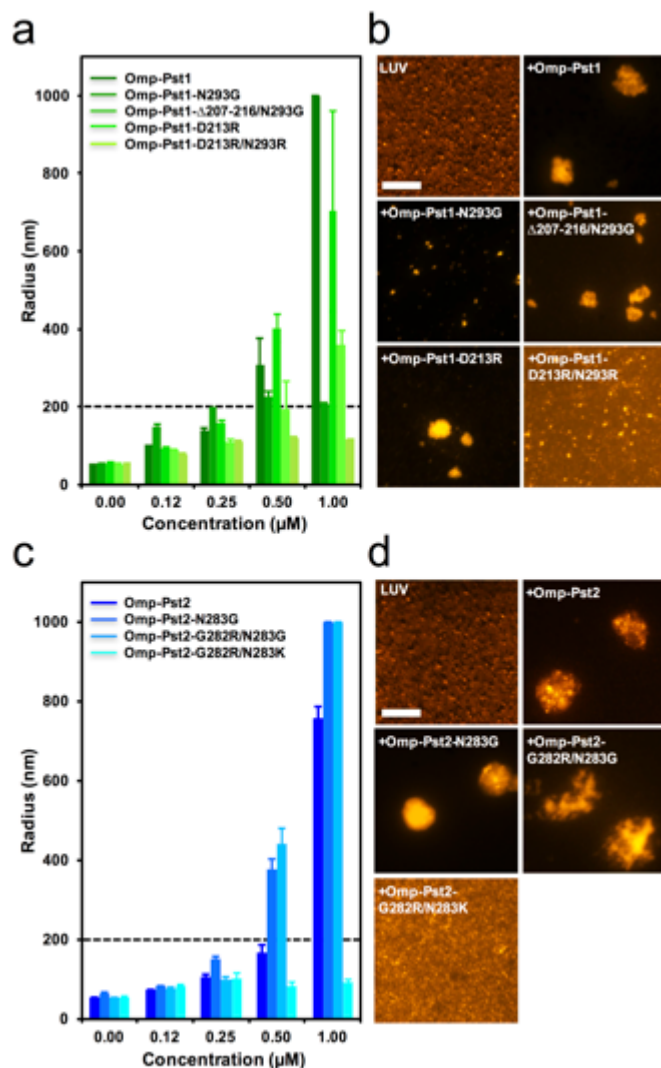 a
Omp-Pst1
Omp-Pst1-N293G
Omp-Pst1-Δ207-216/N293G
Omp-Pst1-D213R
Omp-Pst1-D213R/N293R
1000
800
600
400
200
0
Radius (nm)
0.00 0.12 0.25 0.50 1.00
Concentration (µM)
b
LUV
+Omp-Pst1
+Omp-Pst1-N293G
+Omp-Pst1-
Δ207-216/N293G
+Omp-Pst1-D213R
+Omp-Pst1-
D213R/N293R
c
Omp-Pst2
Omp-Pst2-N283G
Omp-Pst2-G282R/N283G
Omp-Pst2-G282R/N283K
1000
800
600
400
200
0
Radius (nm)
0.00 0.12 0.25 0.50 1.00
Concentration (µM)
d
LUV
+Omp-Pst2
+Omp-Pst2-N283G
+Omp-Pst2-
G282R/N283G
+Omp-Pst2-
G282R/N283K